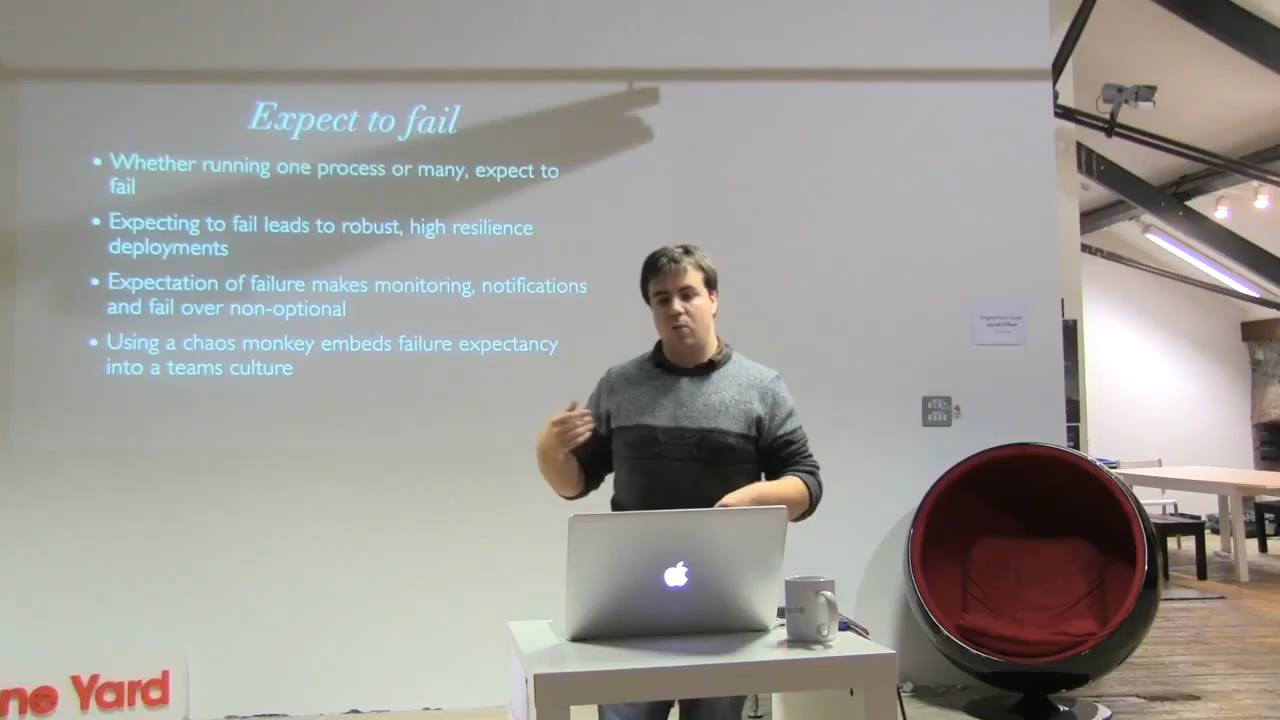 Expect to fail
• Whether running one process or many, expect to
fail
• Expecting to fail leads to robust, high resilience
deployments
• Expectation of failure makes monitoring, notifications
and fail over non-optional
• Using a chaos monkey embeds failure expectancy
into a teams culture
ne Yard